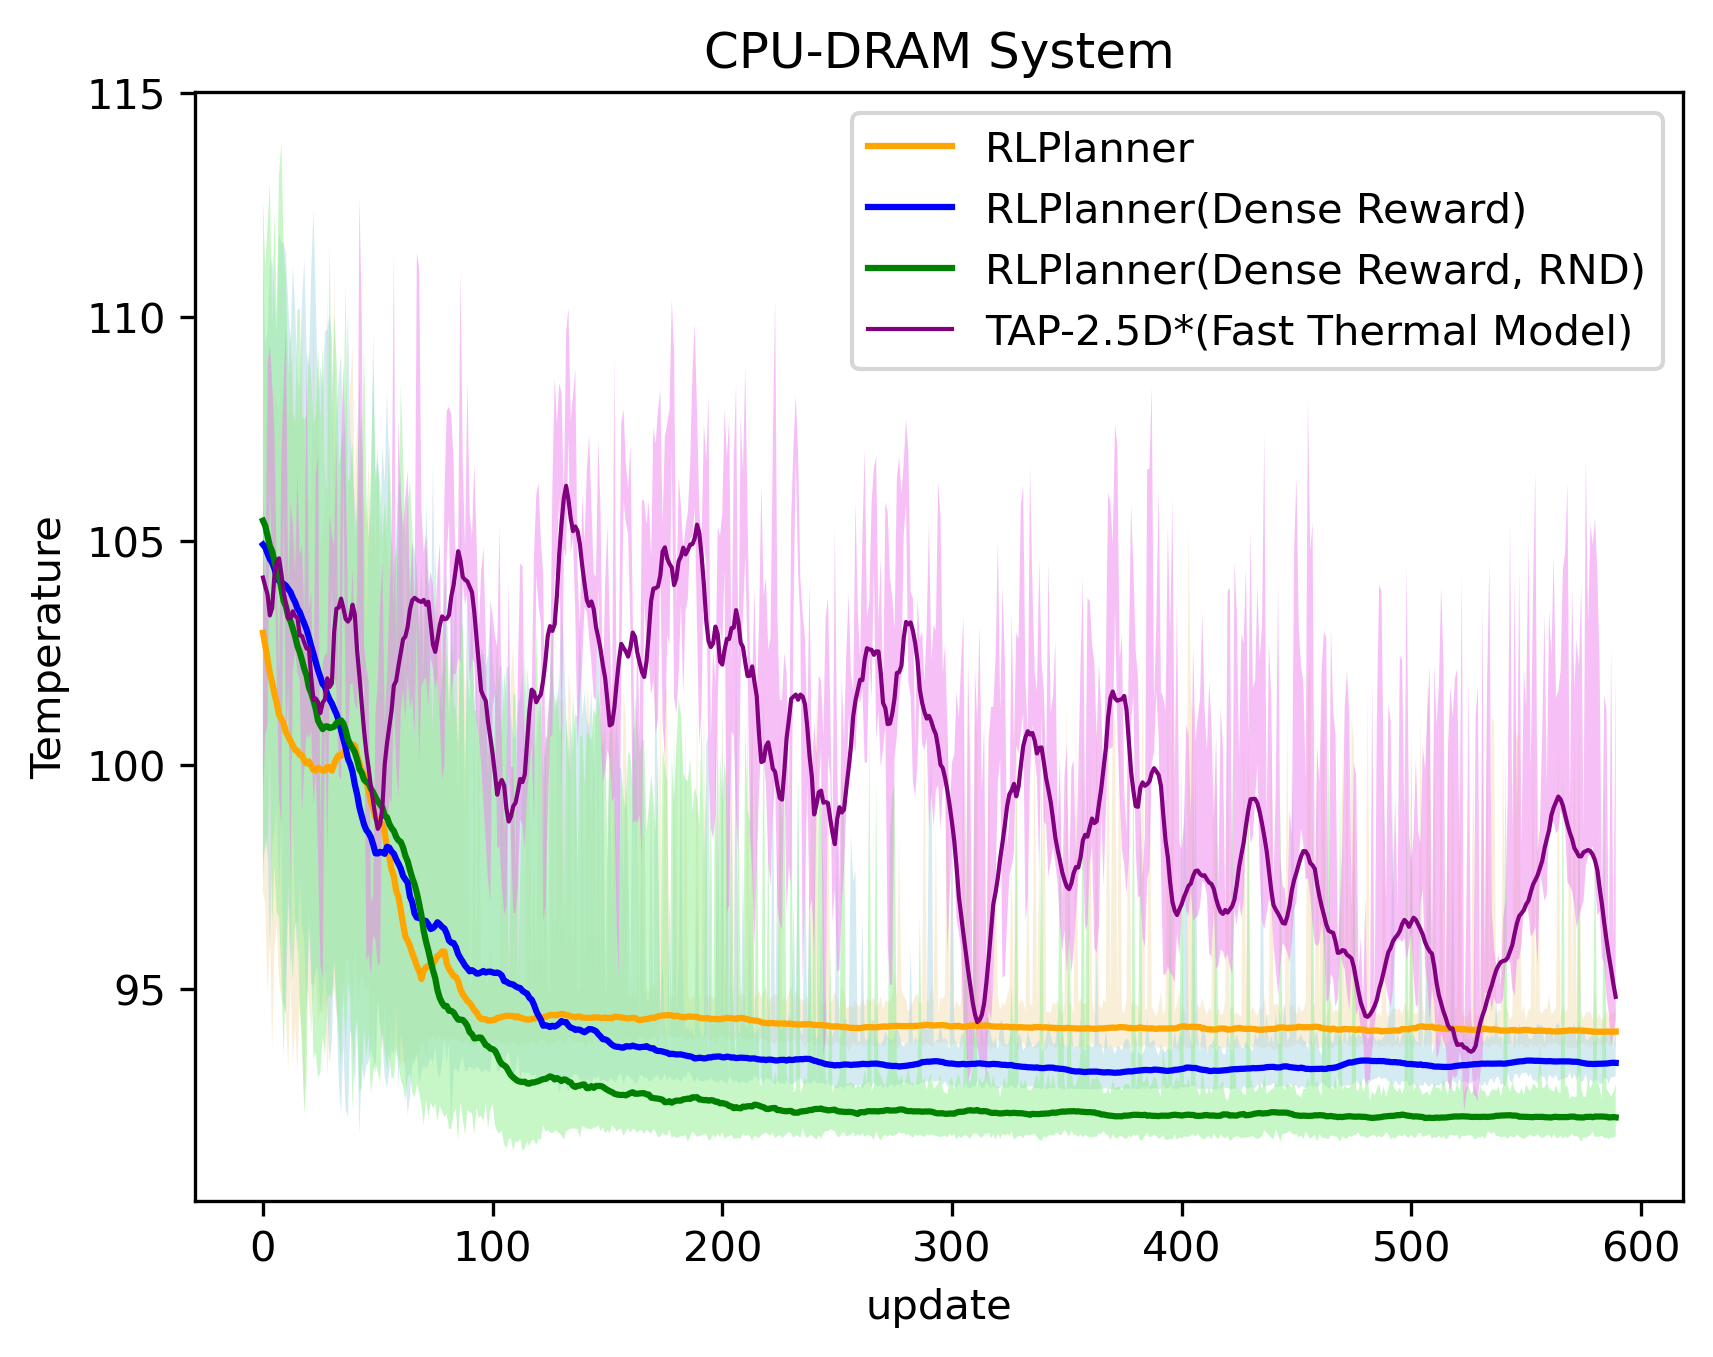 CPU-DRAM System
115
110
105
100
95
Temperature
RLPlanner
RLPlanner(Dense Reward)
RLPlanner(Dense Reward, RND)
TAP-2.5D*(Fast Thermal Model)
0 100 200 300 400 500 600
update